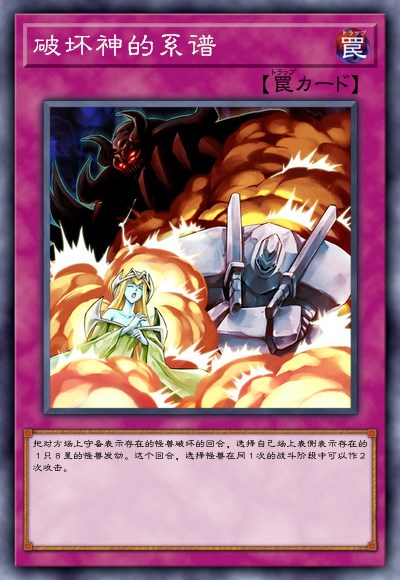 破坏神的系谱
トラップ
罠
【罠カード】
トラップ
把对方场上守备表示存在的怪兽破坏的回合，选择自己场上表侧表示存在的
１只８星的怪兽发动。这个回合，选择怪兽在同１次的战斗阶段中可以作２
次攻击。